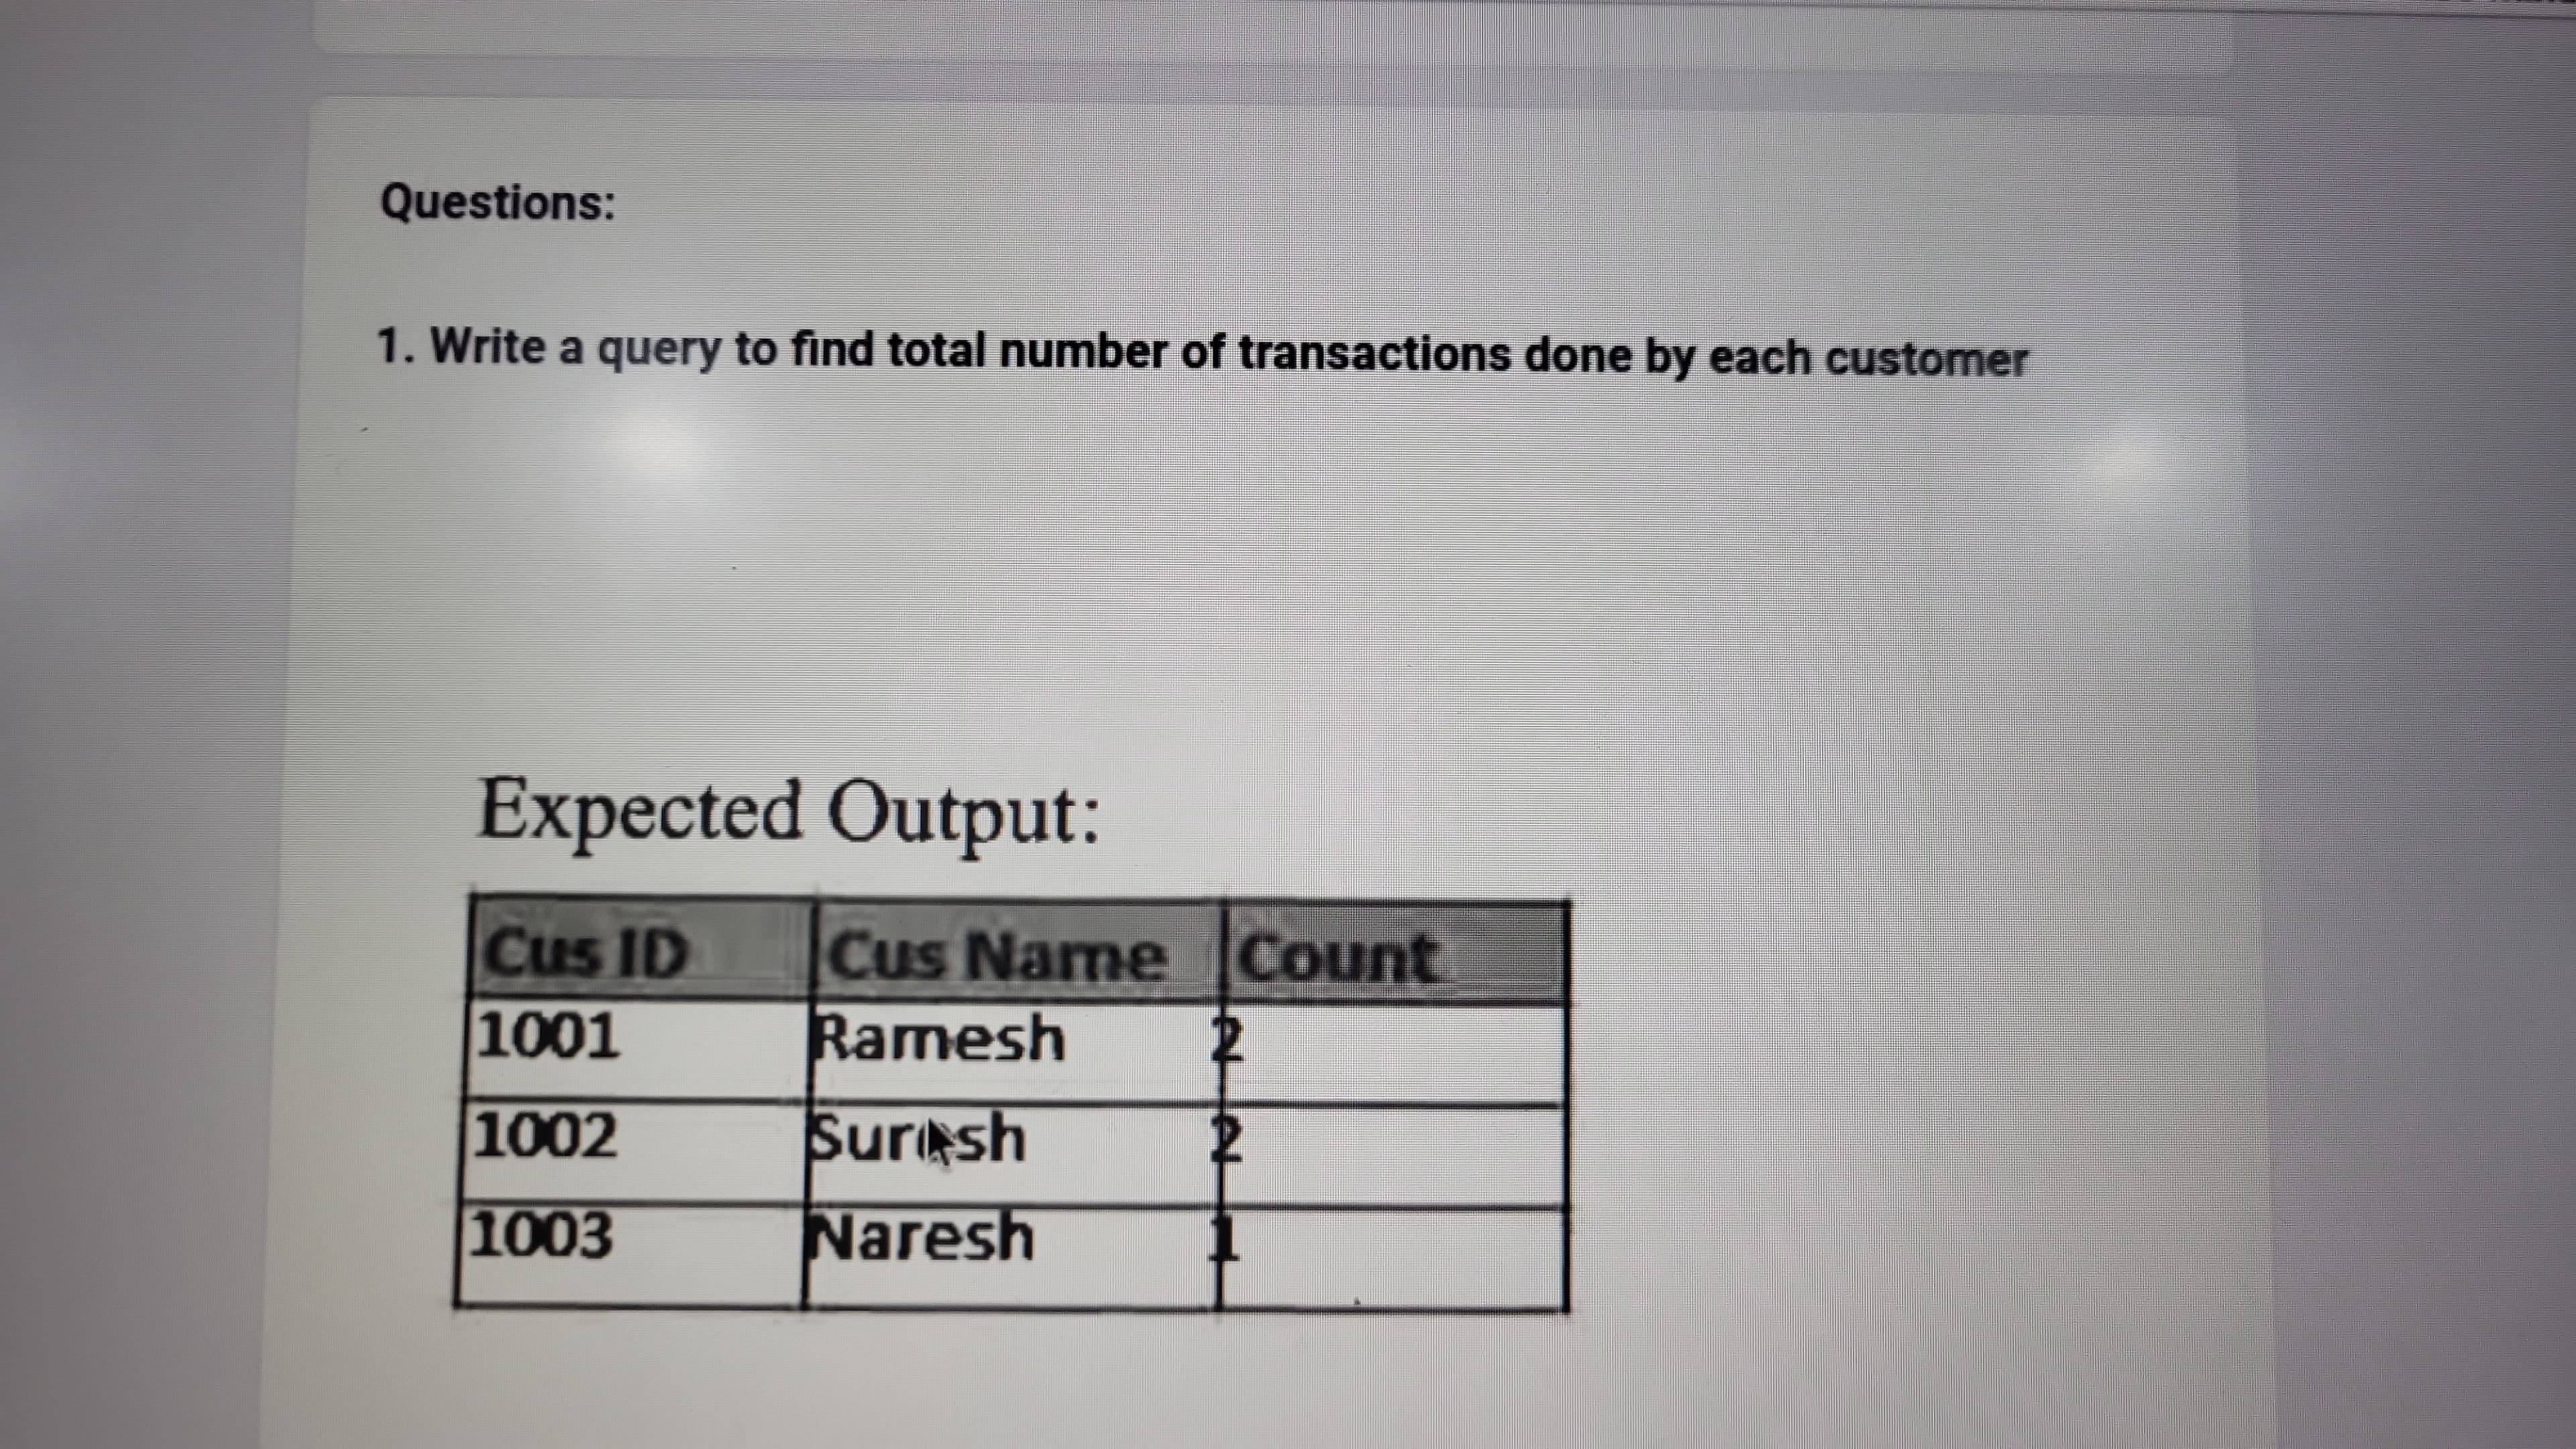 Questions:
1. Write a query to find total number of transactions done by each customer
Expected Output:
Cus ID Cus Name Count
1001 Ramesh 2
1002 Suresh 2
1003 Naresh 1